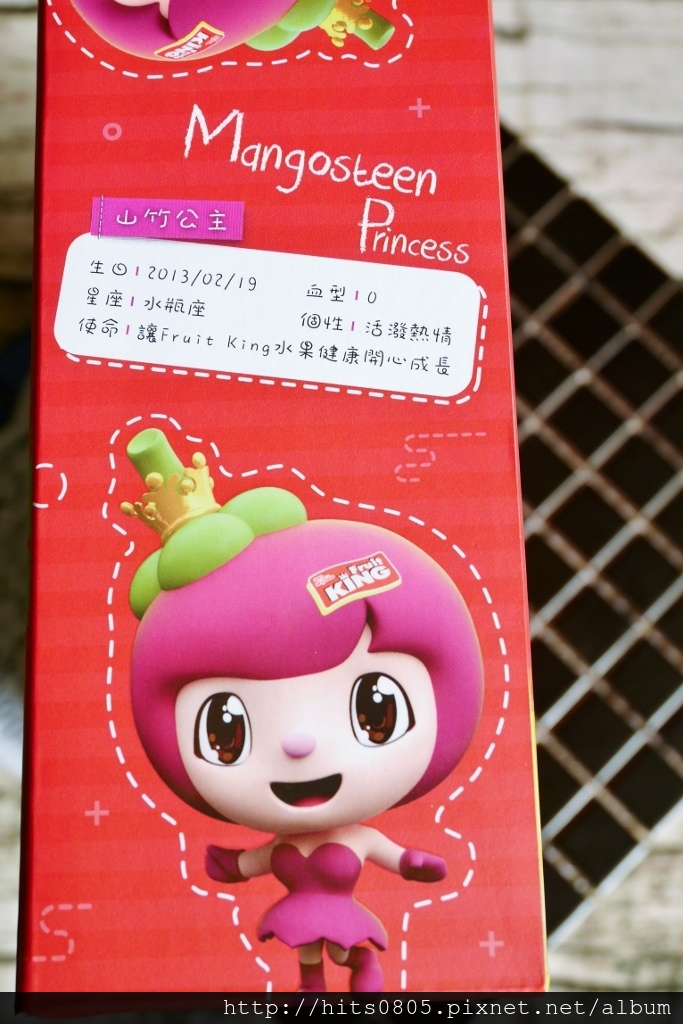 KING
Mangosteen
Princess
山竹公主
生日 | 2013/02/19
血型 | O
星座 | 水瓶座
個性 | 活潑熱情
使命 | 讓Fruit King水果健康開心成長
Fruit
KING
http://hits0805.pixnet.net/album